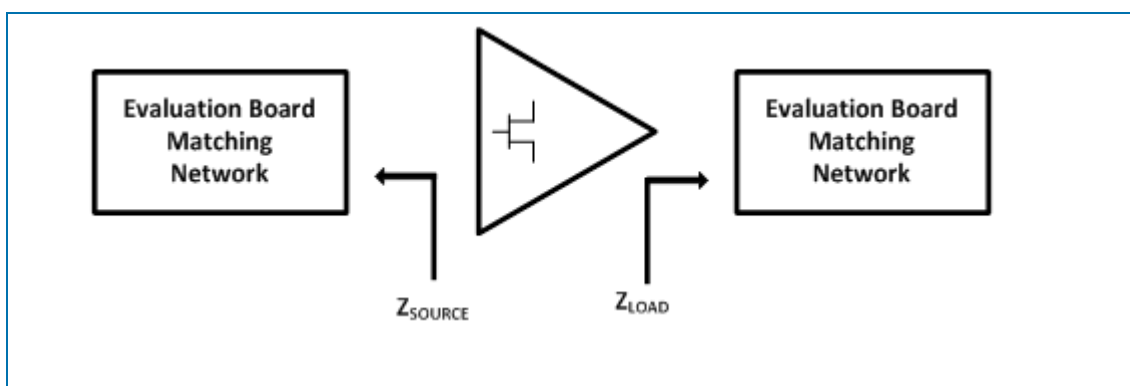 Evaluation Board
Matching
Network
Evaluation Board
Matching
Network
ZSOURCE
ZLOAD